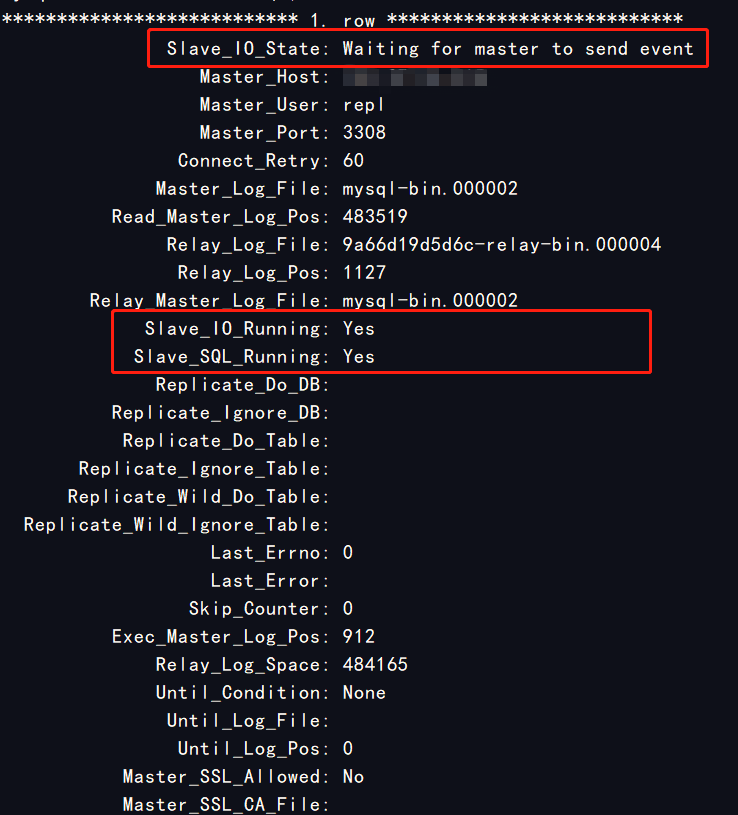 *************************** 1. row ***************************
Slave_IO_State: Waiting for master to send event
Master_Host:
Master_User: repl
Master_Port: 3308
Connect_Retry: 60
Master_Log_File: mysql-bin.000002
Read_Master_Log_Pos: 483519
Relay_Log_File: 9a66d19d5d6c-relay-bin.000004
Relay_Log_Pos: 1127
Relay_Master_Log_File: mysql-bin.000002
Slave_IO_Running: Yes
Slave_SQL_Running: Yes
Replicate_Do_DB:
Replicate_Ignore_DB:
Replicate_Do_Table:
Replicate_Ignore_Table:
Replicate_Wild_Do_Table:
Replicate_Wild_Ignore_Table:
Last_Errno: 0
Last_Error:
Skip_Counter: 0
Exec_Master_Log_Pos: 912
Relay_Log_Space: 484165
Until_Condition: None
Until_Log_File:
Until_Log_Pos: 0
Master_SSL_Allowed: No
Master_SSL_CA_File: